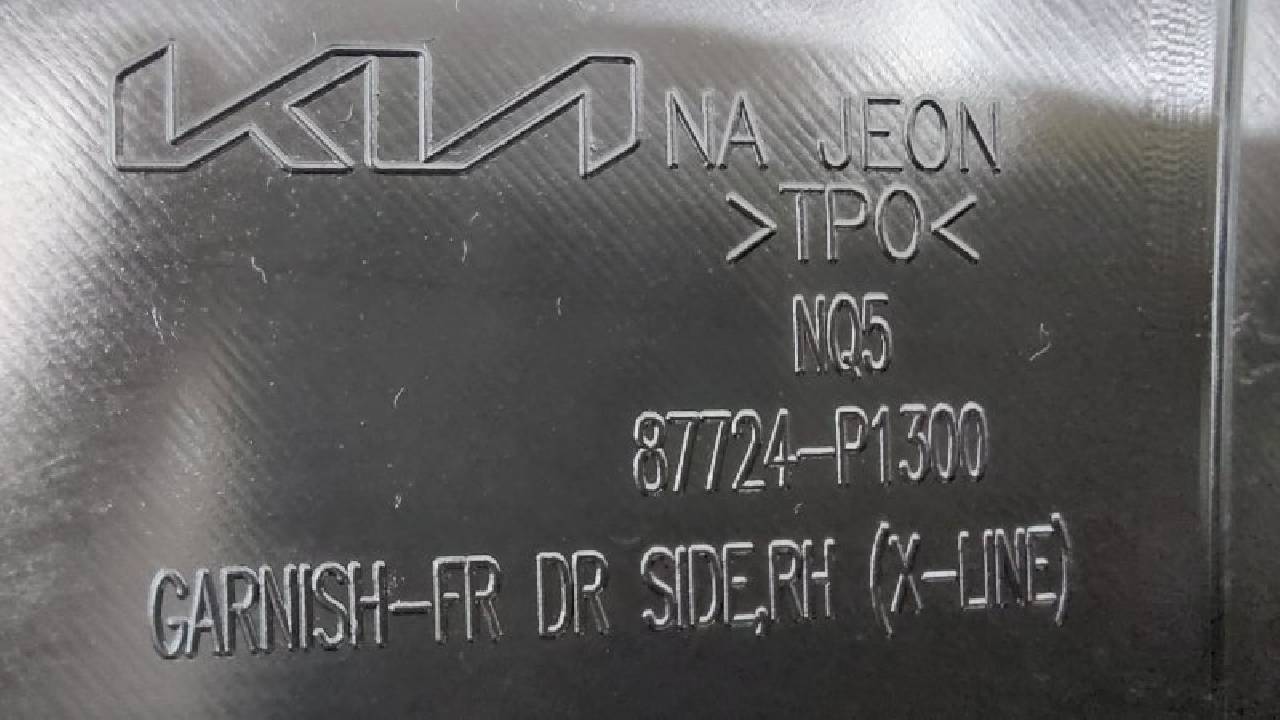 KIA NA JEON
>TPO<
NQ5
87724-P1300
GARNISH-FR DR SIDE,RH (X-LINE)